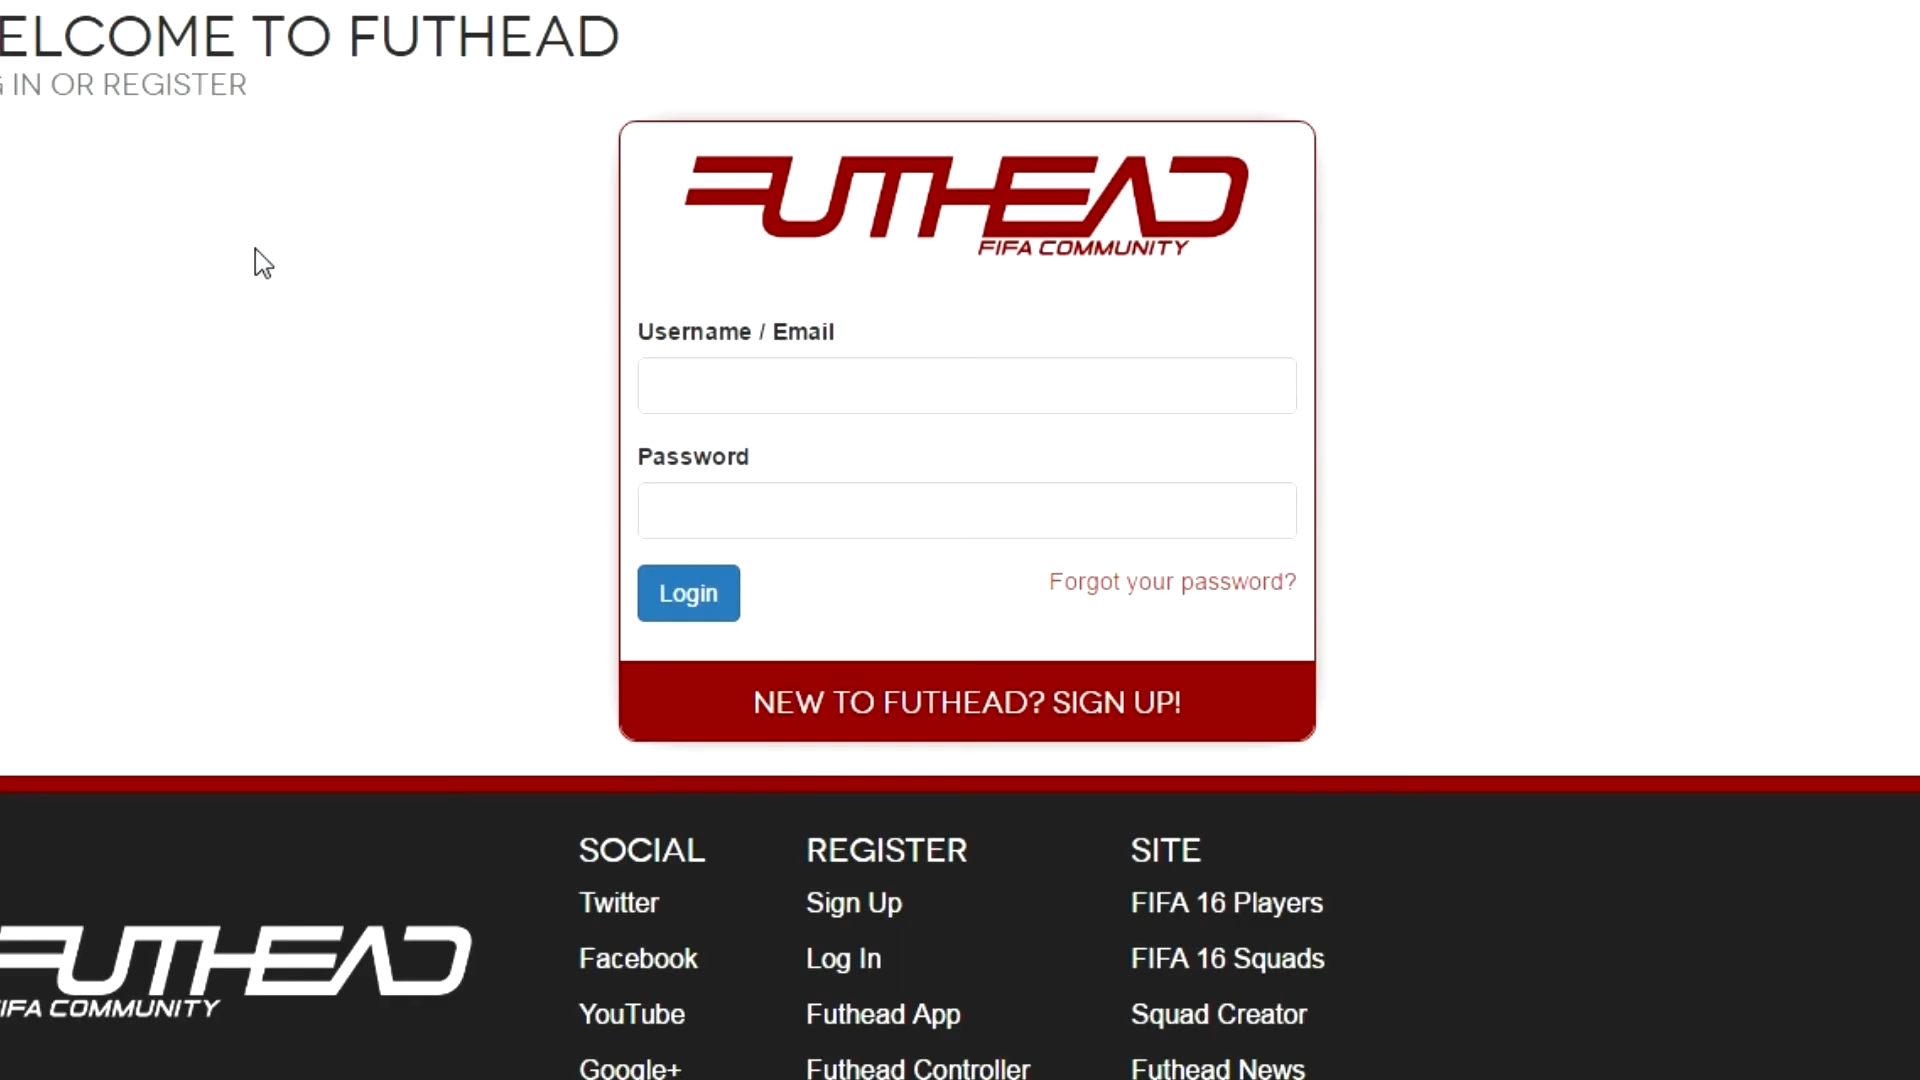 ELCOME TO FUTHEAD
IN OR REGISTER
FUTHEAD
FIFA COMMUNITY
Username / Email
Password
Login
Forgot your password?
NEW TO FUTHEAD? SIGN UP!
SOCIAL
Twitter
Facebook
YouTube
Google+
REGISTER
Sign Up
Log In
Futhead App
Futhead Controller
SITE
FIFA 16 Players
FIFA 16 Squads
Squad Creator
Futhead News
FUTHEAD
IFA COMMUNITY